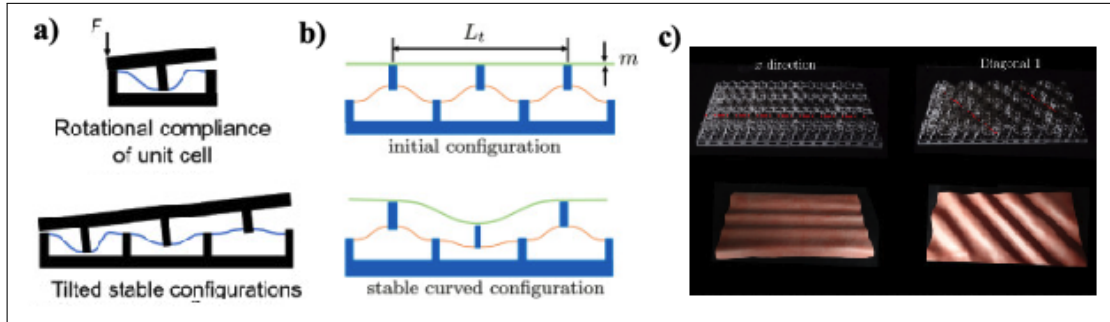 a)
F
Rotational compliance
of unit cell
Tilted stable configurations
b)
L_t
m
initial configuration
stable curved configuration
c)
x direction
Diagonal 1